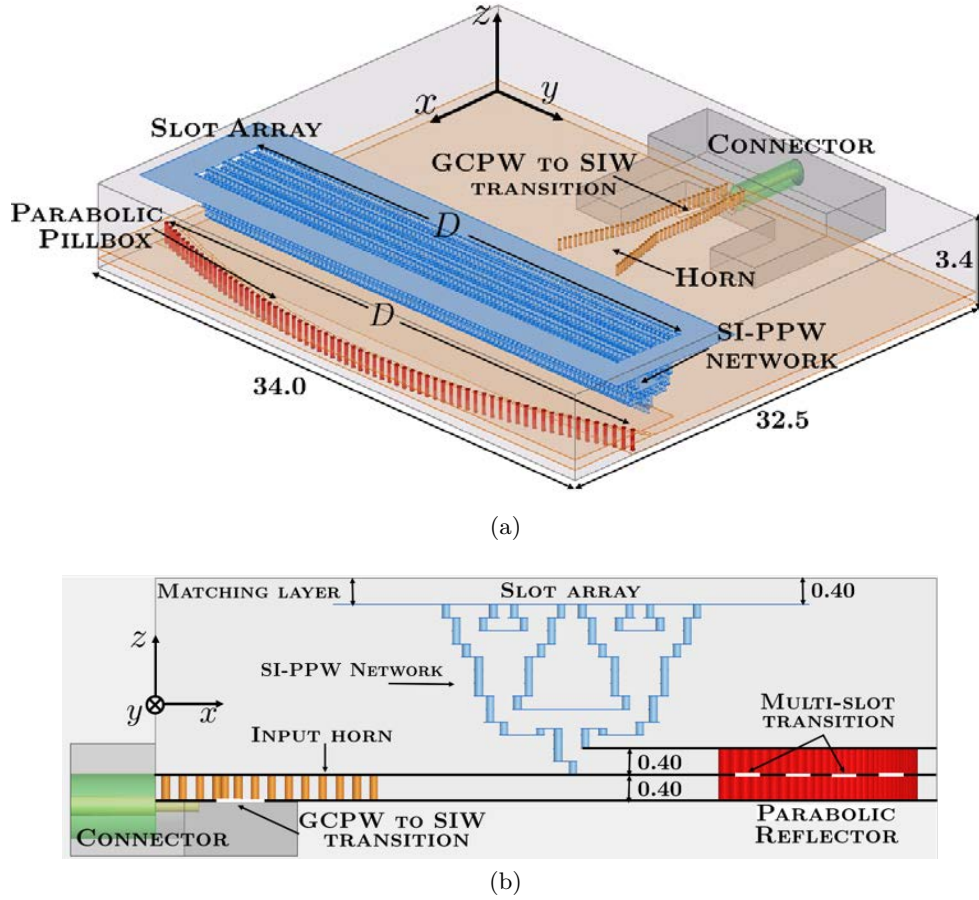 z
x
y
SLOT ARRAY
CONNECTOR
GCPW TO SIW
TRANSITION
PARABOLIC
PILLBOX
D
HORN
3.4
D
SI-PPW
NETWORK
34.0
32.5
(a)
MATCHING LAYER
SLOT ARRAY
0.40
z
SI-PPW NETWORK
y
x
MULTI-SLOT
TRANSITION
INPUT HORN
0.40
0.40
CONNECTOR
GCPW TO SIW
TRANSITION
PARABOLIC
REFLECTOR
(b)